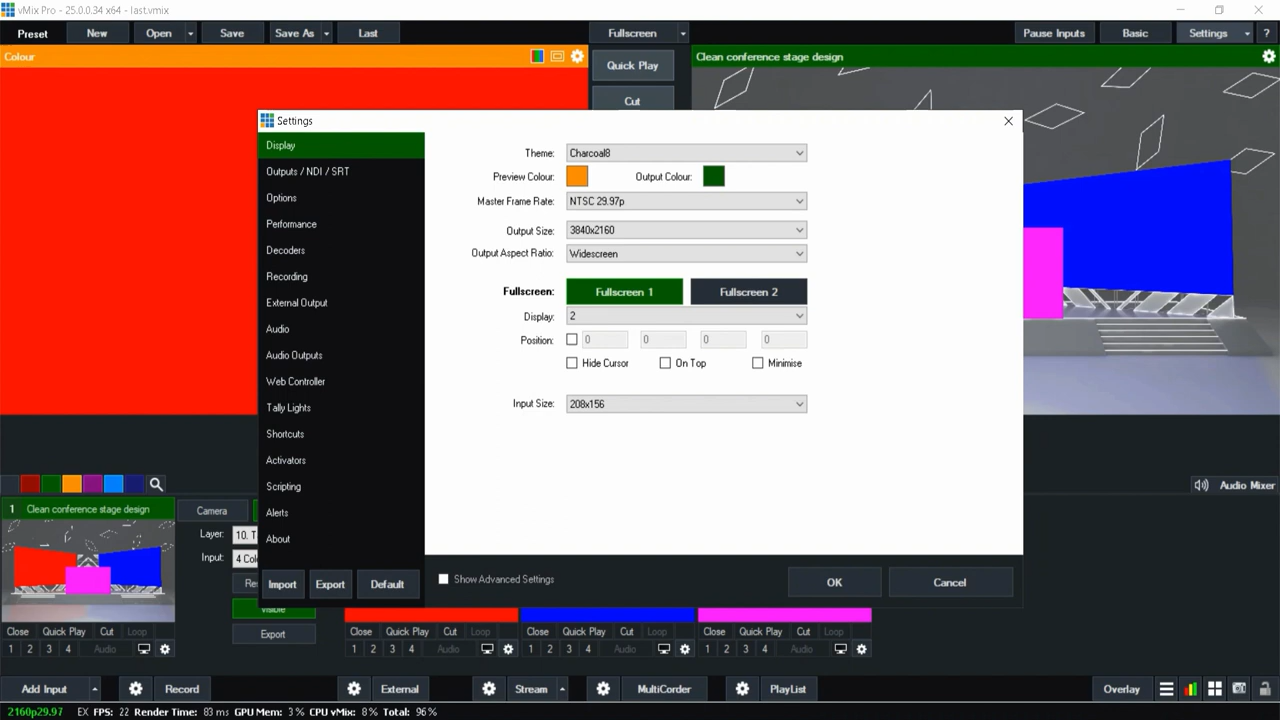 vMix Pro - 25.0.0.34 x64 - last.vmix
Preset New Open Save Save As Last Fullscreen Pause Inputs Basic Settings ?
Colour
Quick Play
Cut
Clean conference stage design
Settings
Display
Outputs / NDI / SRT
Options
Performance
Decoders
Recording
External Output
Audio
Audio Outputs
Web Controller
Tally Lights
Shortcuts
Activators
Scripting
Alerts
About
Import Export Default
Theme: Charcoal8
Preview Colour: Output Colour:
Master Frame Rate: NTSC 29.97p
Output Size: 3840x2160
Output Aspect Ratio: Widescreen
Fullscreen: Fullscreen 1 Fullscreen 2
Display: 2
Position: 0 0 0 0
Hide Cursor On Top Minimise
Input Size: 208x156
Show Advanced Settings OK Cancel
Audio Mixer
1 Clean conference stage design
Camera
Layer: 10. T
Input: 4 Colo
Visible
Export
Close Quick Play Cut Loop
1 2 3 4 Audio
Close Quick Play Cut Loop
1 2 3 4 Audio
Close Quick Play Cut Loop
1 2 3 4 Audio
Close Quick Play Cut Loop
1 2 3 4 Audio
Add Input Record External Stream MultiCorder PlayList Overlay
2160p29.97 EX FPS: 22 Render Time: 83 ms GPU Mem: 3 % CPU vMix: 8 % Total: 96 %